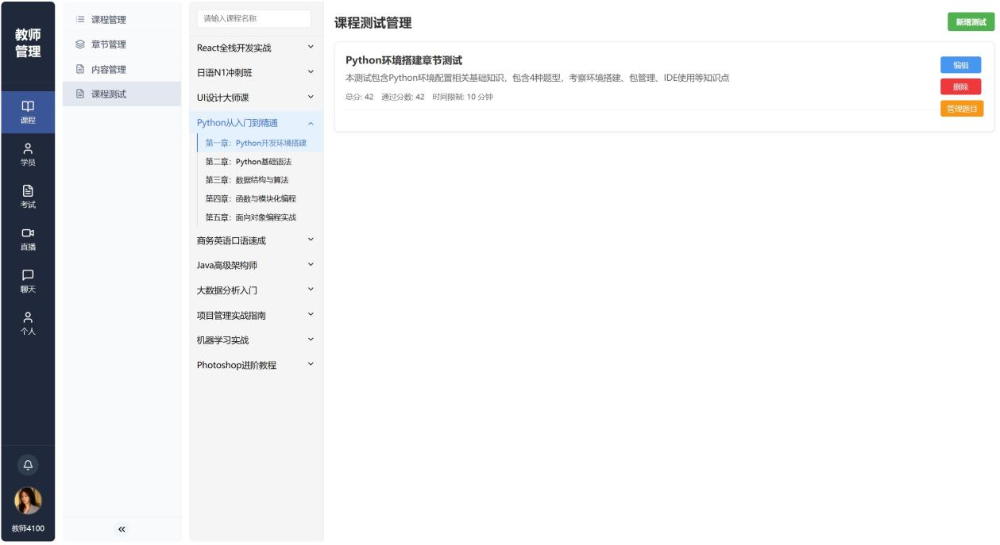 教师
管理
课程
学员
考试
直播
聊天
个人
教师4100
课程管理
章节管理
内容管理
课程测试
请输入课程名称
React全栈开发实战
日语N1冲刺班
UI设计大师课
Python从入门到精通
第一章：Python开发环境搭建
第二章：Python基础语法
第三章：数据结构与算法
第四章：函数与模块化编程
第五章：面向对象编程实战
商务英语口语速成
Java高级架构师
大数据分析入门
项目管理实战指南
机器学习实战
Photoshop进阶教程
课程测试管理
新增测试
Python环境搭建章节测试
本测试包含Python环境配置相关基础知识，包含4种题型，考察环境搭建、包管理、IDE使用等知识点
总分: 42 通过分数: 42 时间限制: 10 分钟
编辑
删除
管理题目